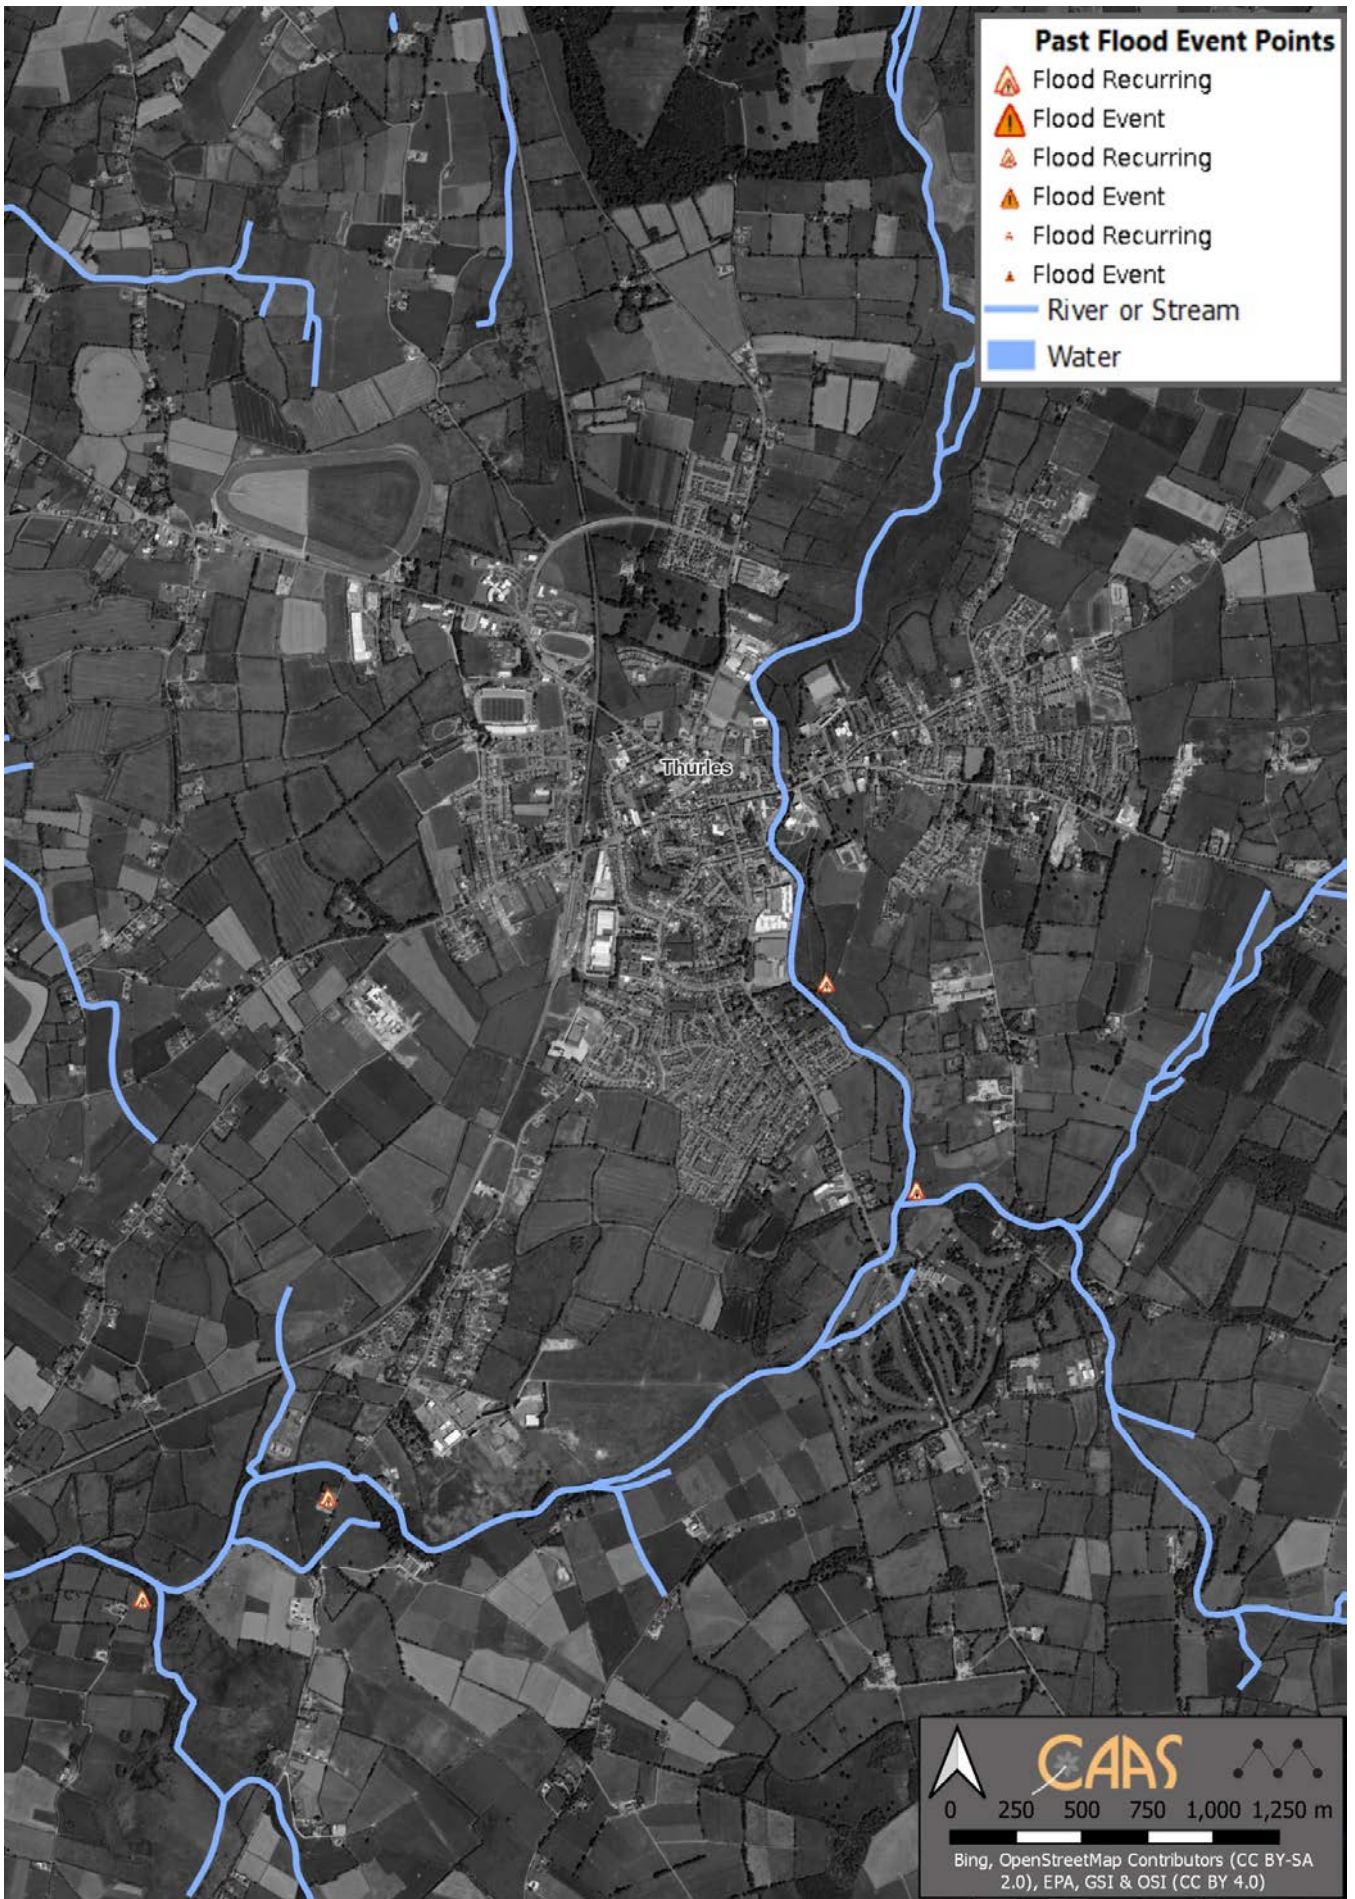 Past Flood Event Points
Flood Recurring
Flood Event
Flood Recurring
Flood Event
Flood Recurring
Flood Event
River or Stream
Water
Thurles
CAAS
0 250 500 750 1,000 1,250 m
Bing, OpenStreetMap Contributors (CC BY-SA
2.0), EPA, GSI & OSI (CC BY 4.0)